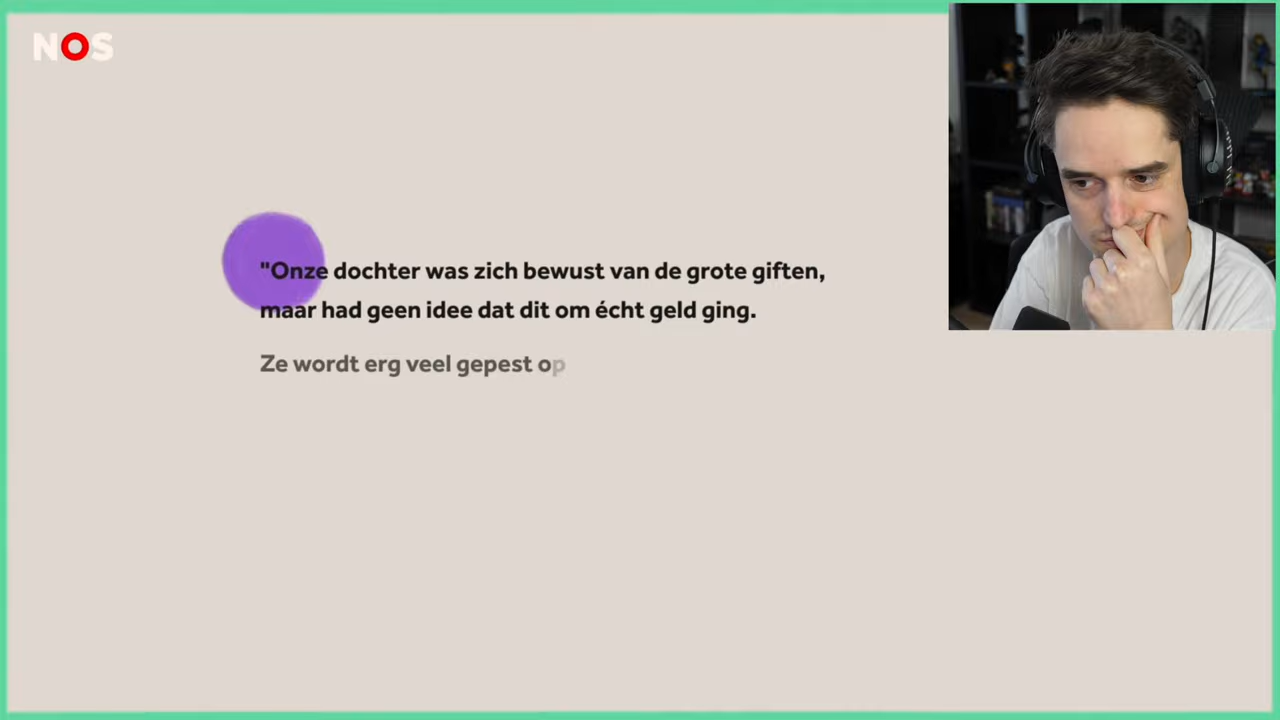 NOS
"Onze dochter was zich bewust van de grote giften,
maar had geen idee dat dit om écht geld ging.
Ze wordt erg veel gepest op